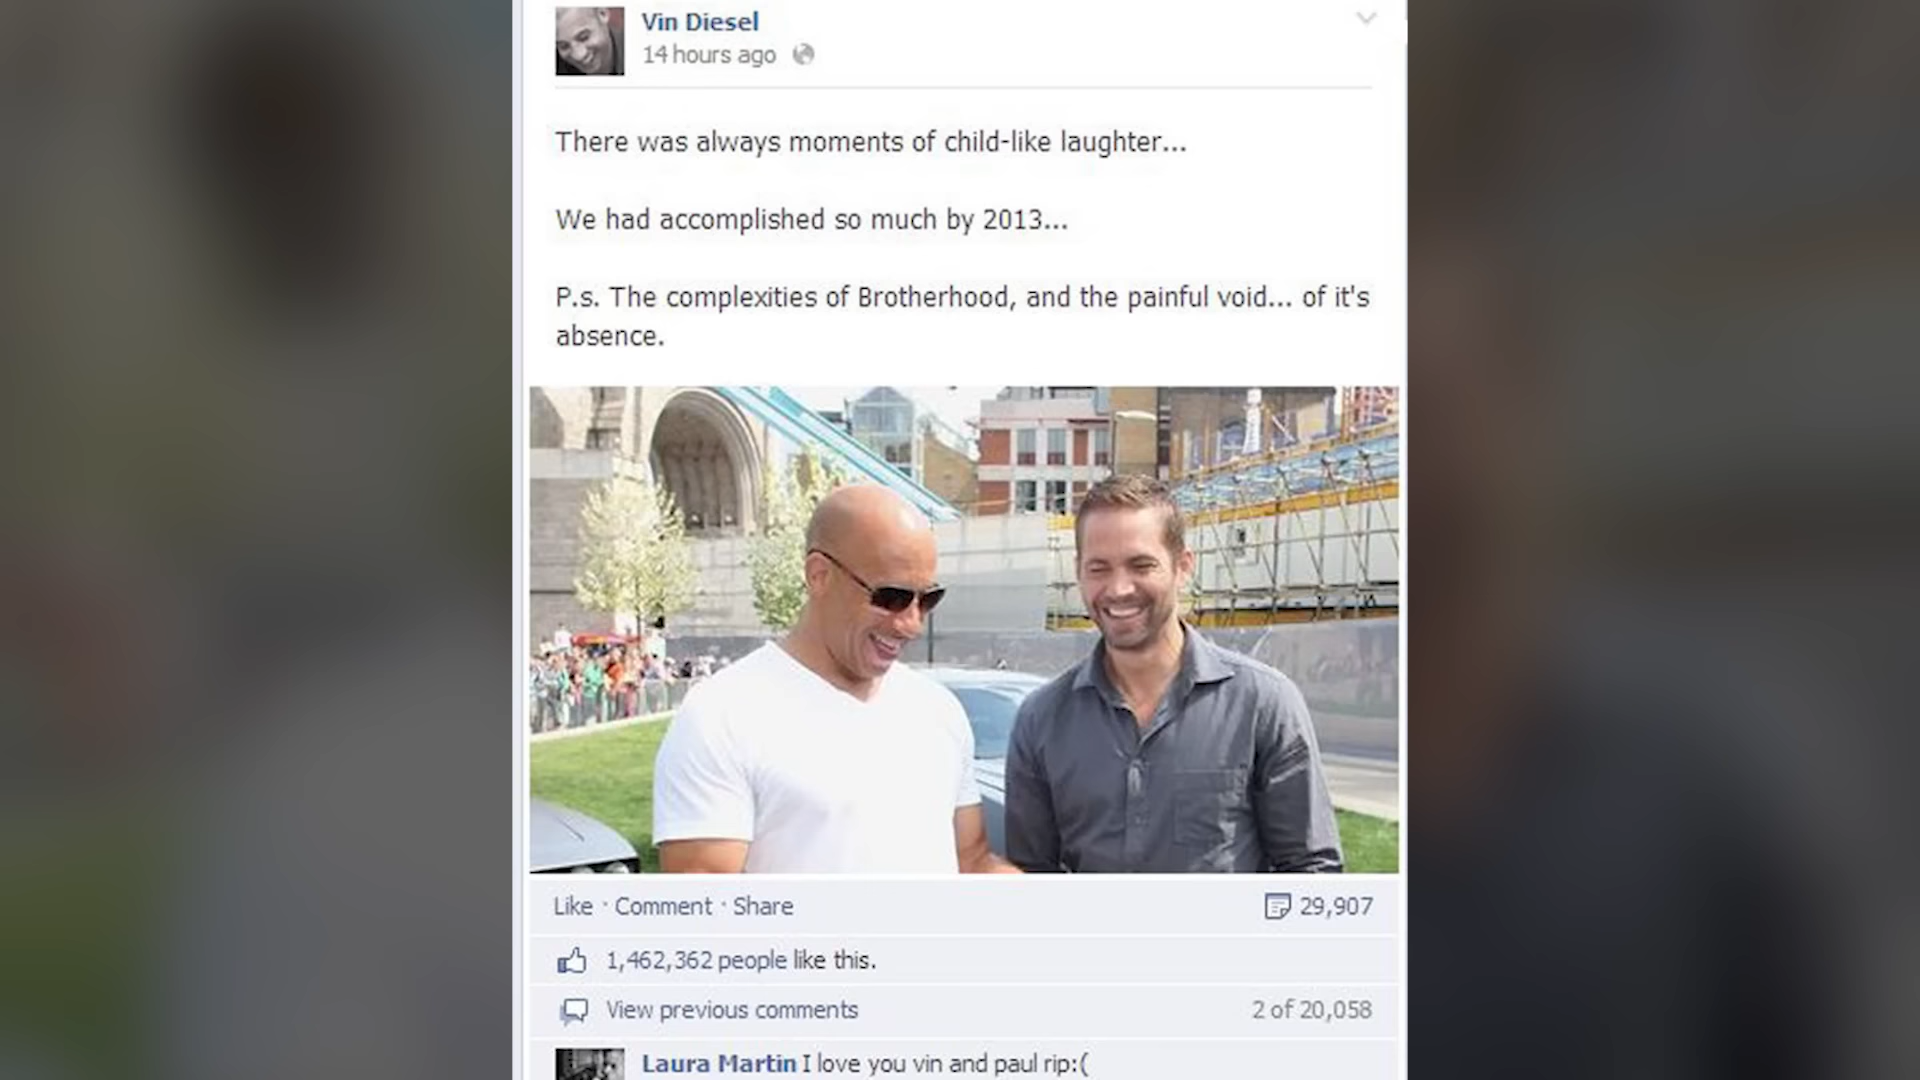 Vin Diesel
14 hours ago
There was always moments of child-like laughter...
We had accomplished so much by 2013...
P.s. The complexities of Brotherhood, and the painful void... of it's
absence.
Like · Comment · Share 29,907
1,462,362 people like this.
View previous comments 2 of 20,058
Laura Martin I love you vin and paul rip:(